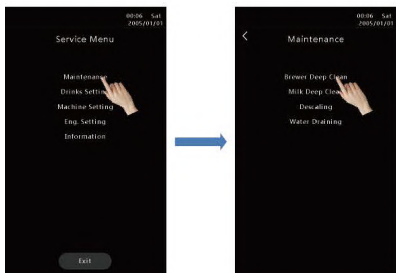 00:06 Sat
2005/01/01
Service Menu
Maintenance
Drinks Setting
Machine Setting
Eng. Setting
Information
Exit
00:06 Sat
2005/01/01
<
Maintenance
Brewer Deep Clean
Milk Deep Clean
Descaling
Water Draining